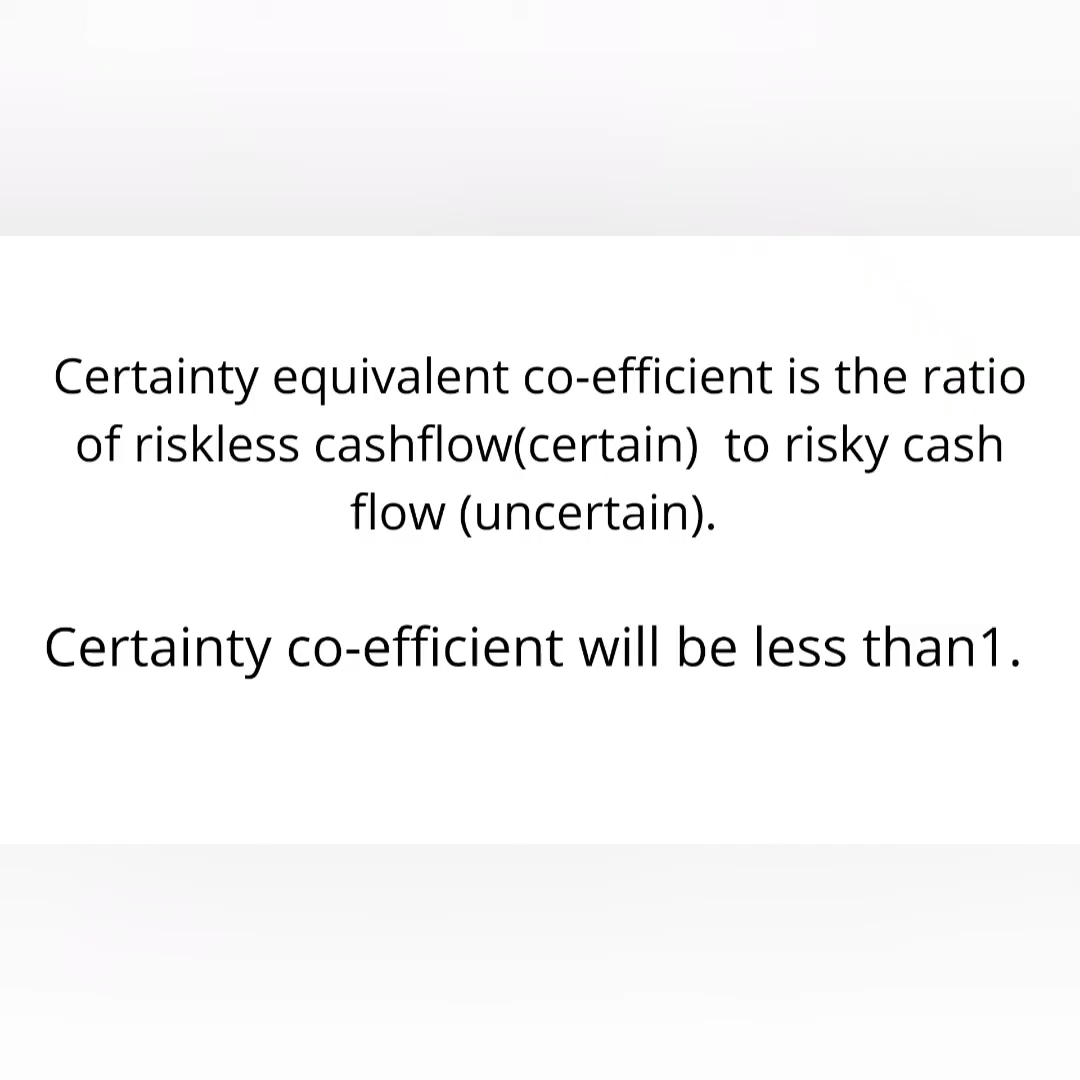 Certainty equivalent co-efficient is the ratio
of riskless cashflow(certain)  to risky cash
flow (uncertain).
Certainty co-efficient will be less than1.